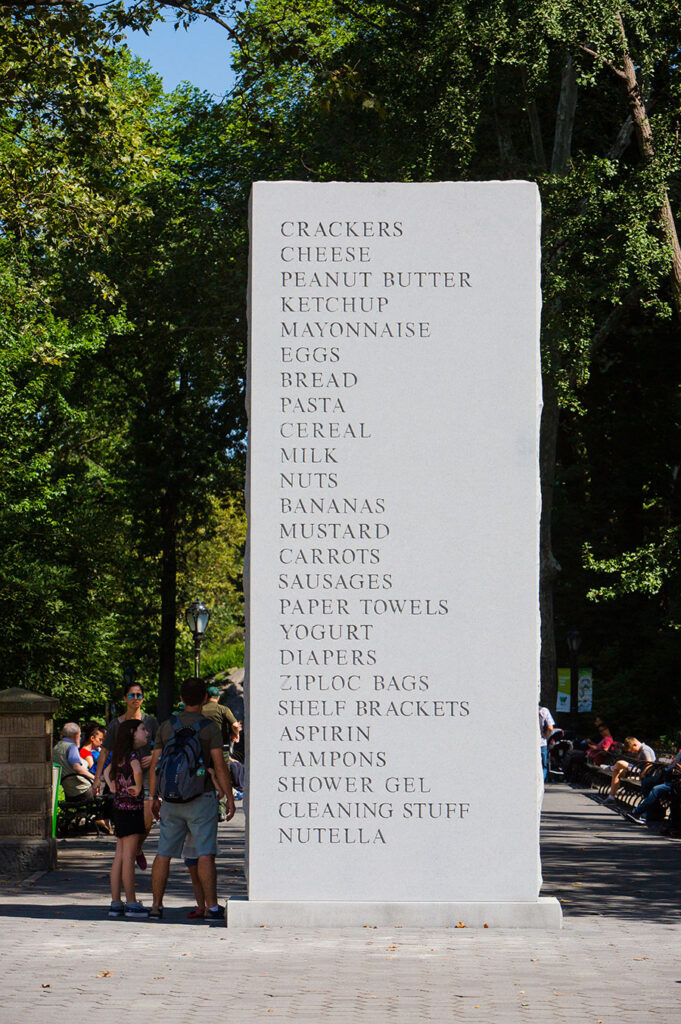 CRACKERS
CHEESE
PEANUT BUTTER
KETCHUP
MAYONNAISE
EGGS
BREAD
PASTA
CEREAL
MILK
NUTS
BANANAS
MUSTARD
CARROTS
SAUSAGES
PAPER TOWELS
YOGURT
DIAPERS
ZIPLOC BAGS
SHELF BRACKETS
ASPIRIN
TAMPONS
SHOWER GEL
CLEANING STUFF
NUTELLA